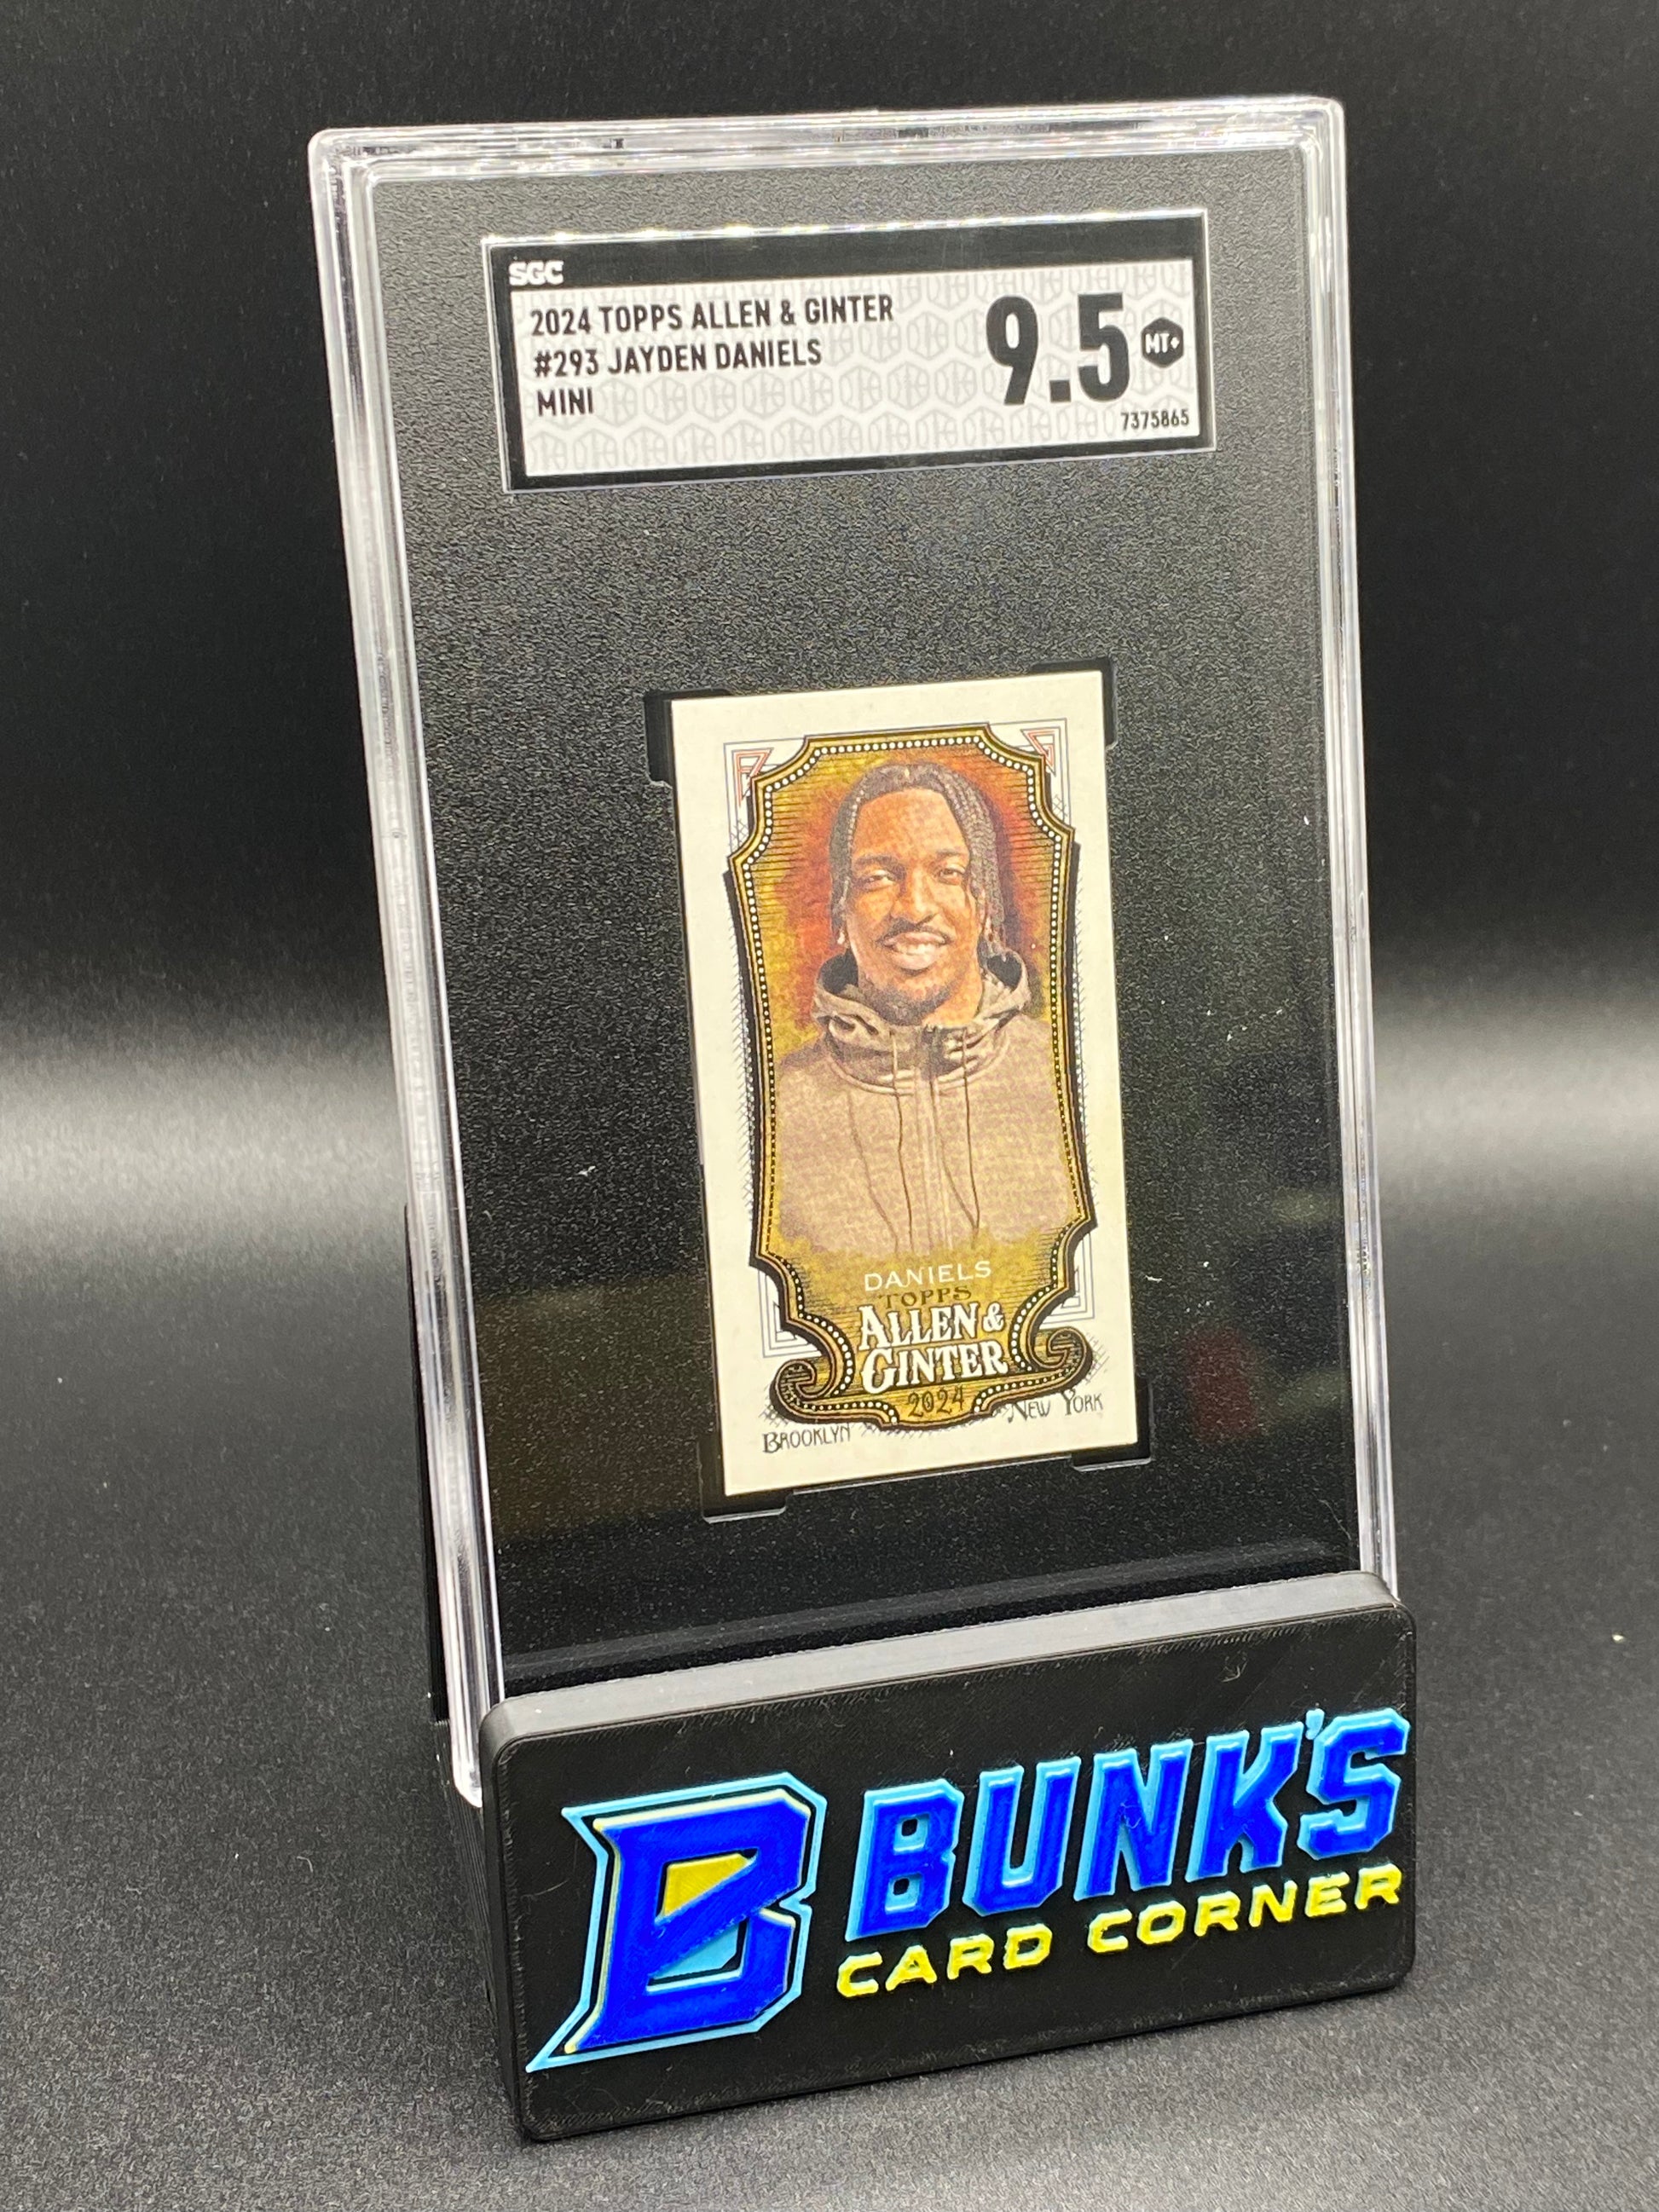 SGC
2024 TOPPS ALLEN & GINTER
#293 JAYDEN DANIELS
MINI
9.5
MT+
7375865
DANIELS
TOPPS
ALLEN &
GINTER
2024
BROOKLYN
NEW YORK
B
BUNK'S
CARD CORNER